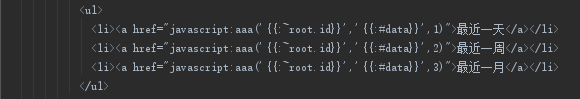 <ul>
<li><a href="javascript:aaa('{{:~root.id}}','{{:#data}}',1)">最近一天</a></li>
<li><a href="javascript:aaa('{{:~root.id}}','{{:#data}}',2)">最近一周</a></li>
<li><a href="javascript:aaa('{{:~root.id}}','{{:#data}}',3)">最近一月</a></li>
</ul>